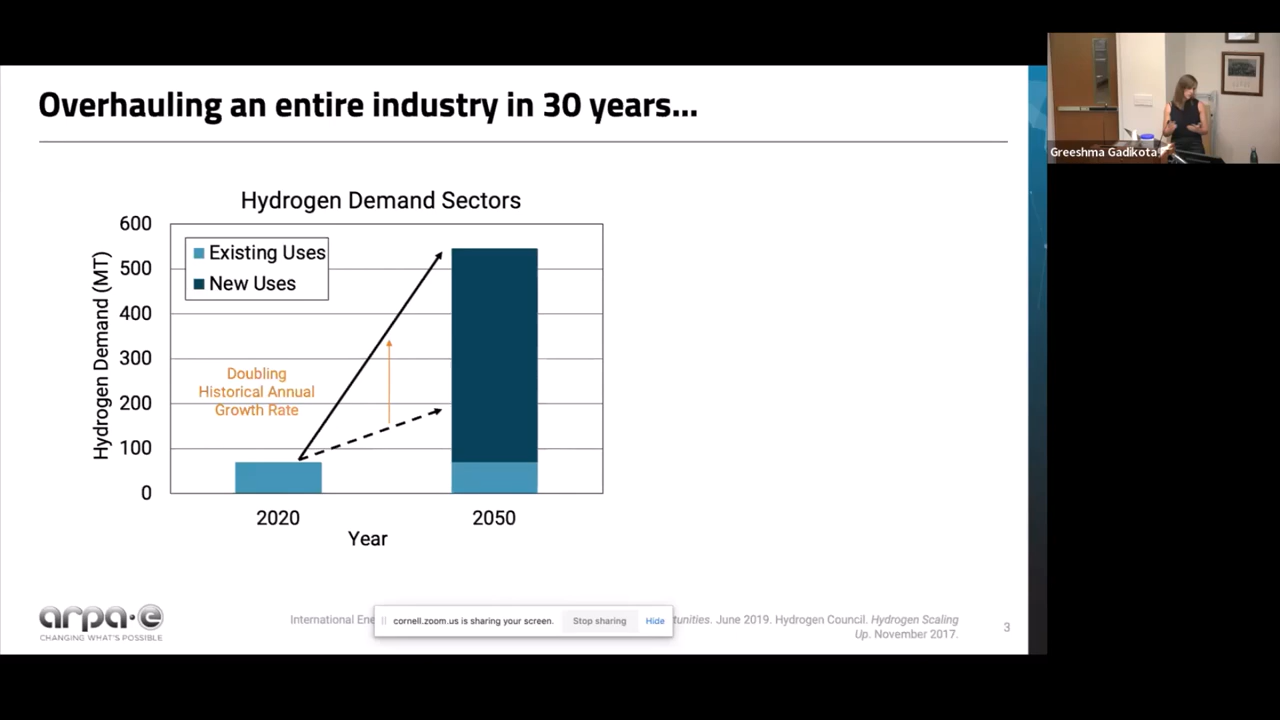 Overhauling an entire industry in 30 years...
Greeshma Gadikota
Hydrogen Demand Sectors
Hydrogen Demand (MT)
600
500
400
300
200
100
0
Existing Uses
New Uses
Doubling
Historical Annual
Growth Rate
2020
2050
Year
arpa·e
CHANGING WHAT'S POSSIBLE
International
June 2019. Hydrogen Council. Hydrogen Scaling
Up. November 2017.
cornell.zoom.us is sharing your screen.
Stop sharing
Hide
3